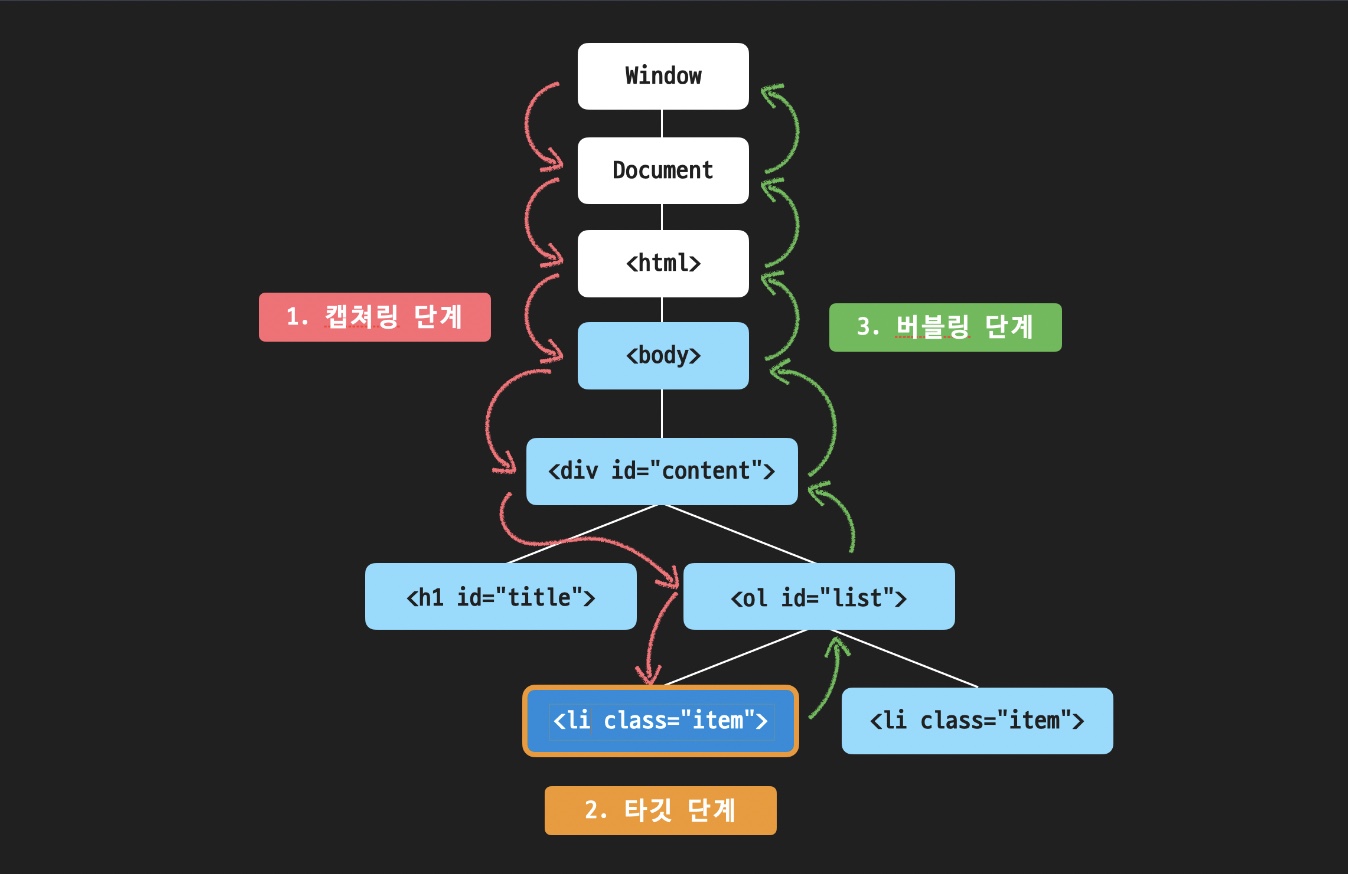 Window
Document
<html>
1. 캡쳐링 단계
3. 버블링 단계
<body>
<div id="content">
<h1 id="title">
<ol id="list">
<li class="item">
<li class="item">
2. 타깃 단계